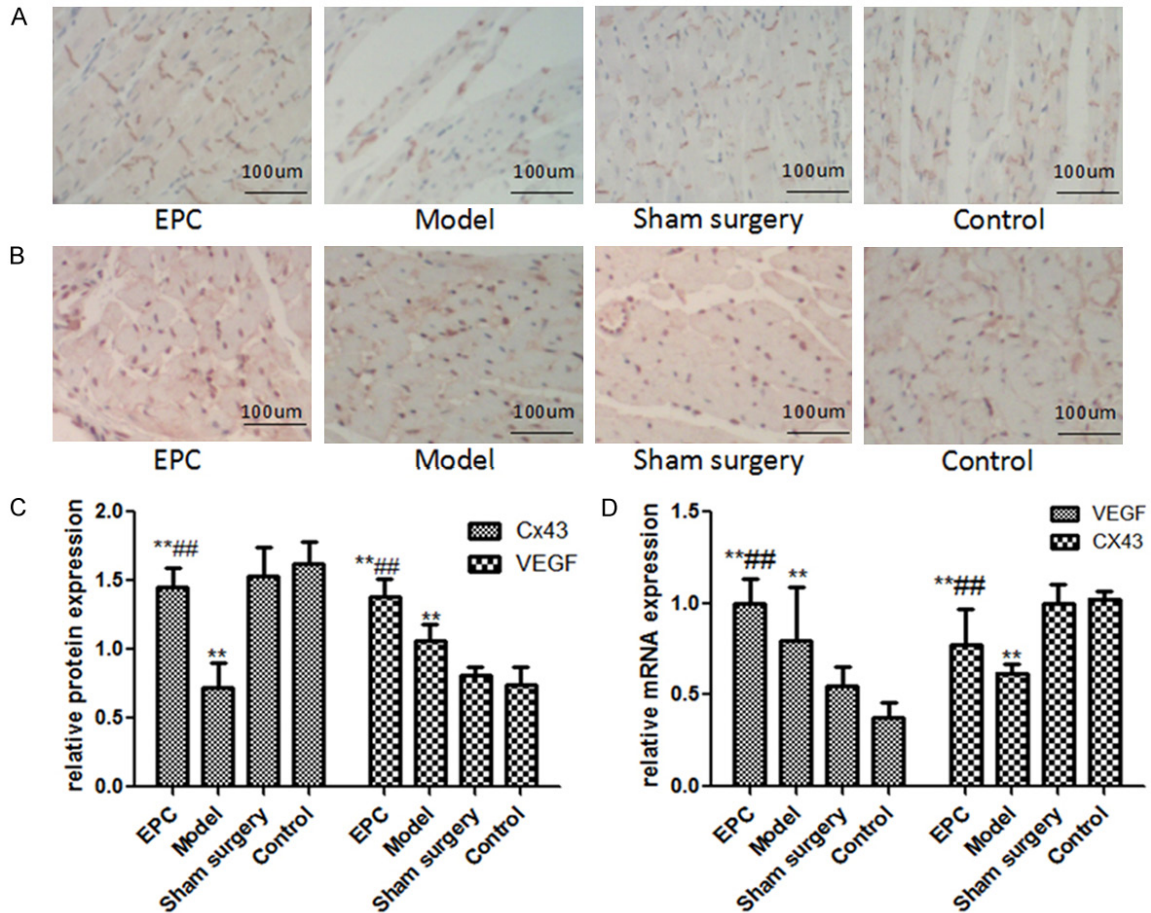 A
100um 100um 100um 100um
EPC Model Sham surgery Control
B
100um 100um 100um 100um
EPC Model Sham surgery Control
C
relative protein expression
2.0
1.5
1.0
0.5
0.0
**## ** **## **
Cx43
VEGF
EPC Model Sham surgery Control EPC Model Sham surgery Control
D
relative mRNA expression
1.5
1.0
0.5
0.0
**## ** **## **
VEGF
CX43
EPC Model Sham surgery Control EPC Model Sham surgery Control